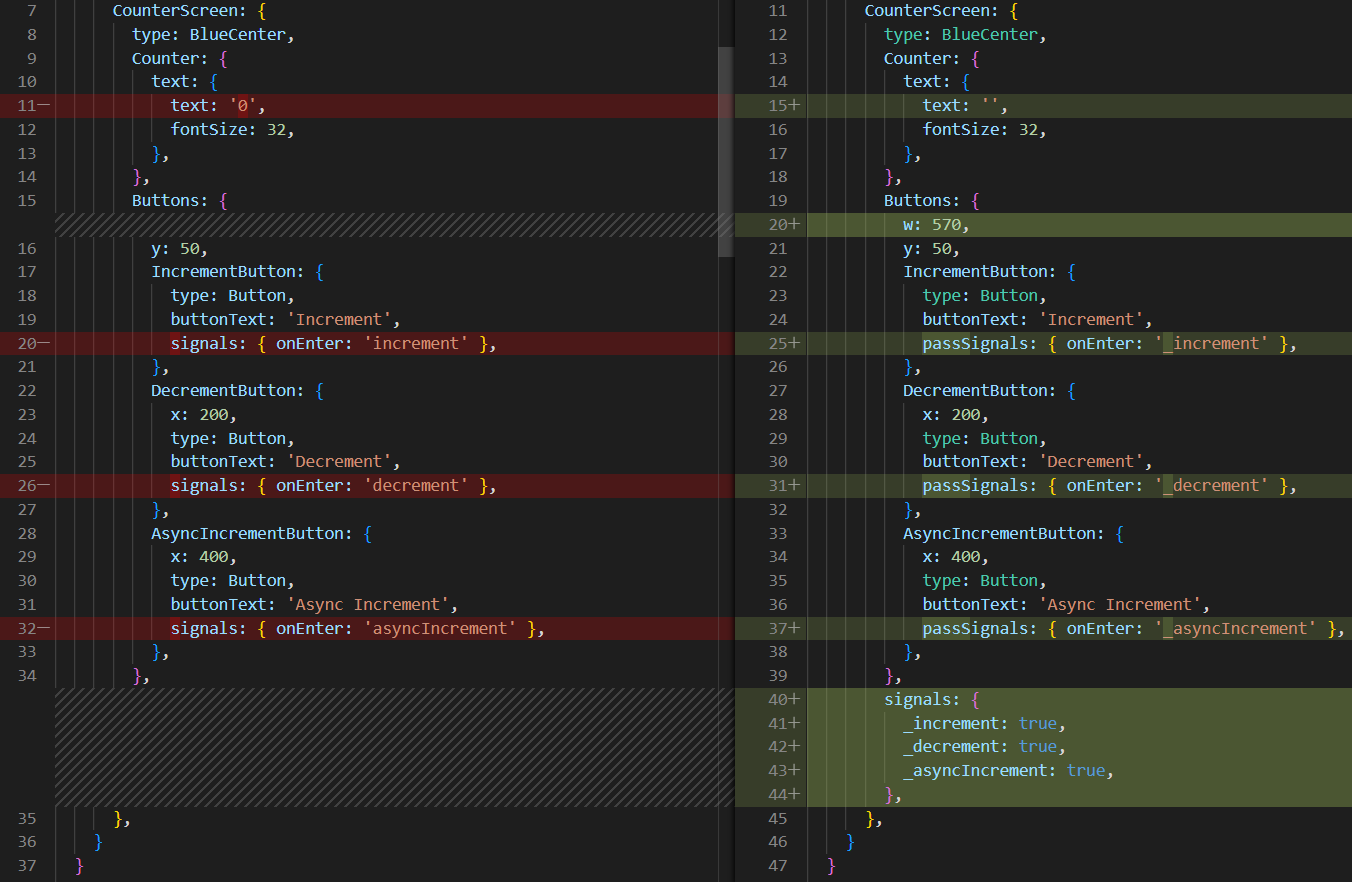 7 CounterScreen: {
8 type: BlueCenter,
9 Counter: {
10 text: {
11— text: '0',
12 fontSize: 32,
13 },
14 },
15 Buttons: {
16 y: 50,
17 IncrementButton: {
18 type: Button,
19 buttonText: 'Increment',
20— signals: { onEnter: 'increment' },
21 },
22 DecrementButton: {
23 x: 200,
24 type: Button,
25 buttonText: 'Decrement',
26— signals: { onEnter: 'decrement' },
27 },
28 AsyncIncrementButton: {
29 x: 400,
30 type: Button,
31 buttonText: 'Async Increment',
32— signals: { onEnter: 'asyncIncrement' },
33 },
34 },
35 },
36 }
37 }
11 CounterScreen: {
12 type: BlueCenter,
13 Counter: {
14 text: {
15+ text: '',
16 fontSize: 32,
17 },
18 },
19 Buttons: {
20+ w: 570,
21 y: 50,
22 IncrementButton: {
23 type: Button,
24 buttonText: 'Increment',
25+ passSignals: { onEnter: '_increment' },
26 },
27 DecrementButton: {
28 x: 200,
29 type: Button,
30 buttonText: 'Decrement',
31+ passSignals: { onEnter: '_decrement' },
32 },
33 AsyncIncrementButton: {
34 x: 400,
35 type: Button,
36 buttonText: 'Async Increment',
37+ passSignals: { onEnter: '_asyncIncrement' },
38 },
39 },
40+ signals: {
41+ _increment: true,
42+ _decrement: true,
43+ _asyncIncrement: true,
44+ },
45 },
46 }
47 }